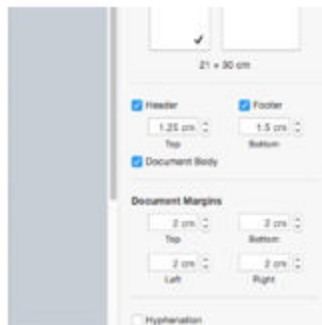 21 × 30 cm
Header Footer
1.25 cm 1.5 cm
Top Bottom
Document Body
Document Margins
2 cm 2 cm
Top Bottom
2 cm 2 cm
Left Right
Hyphenation